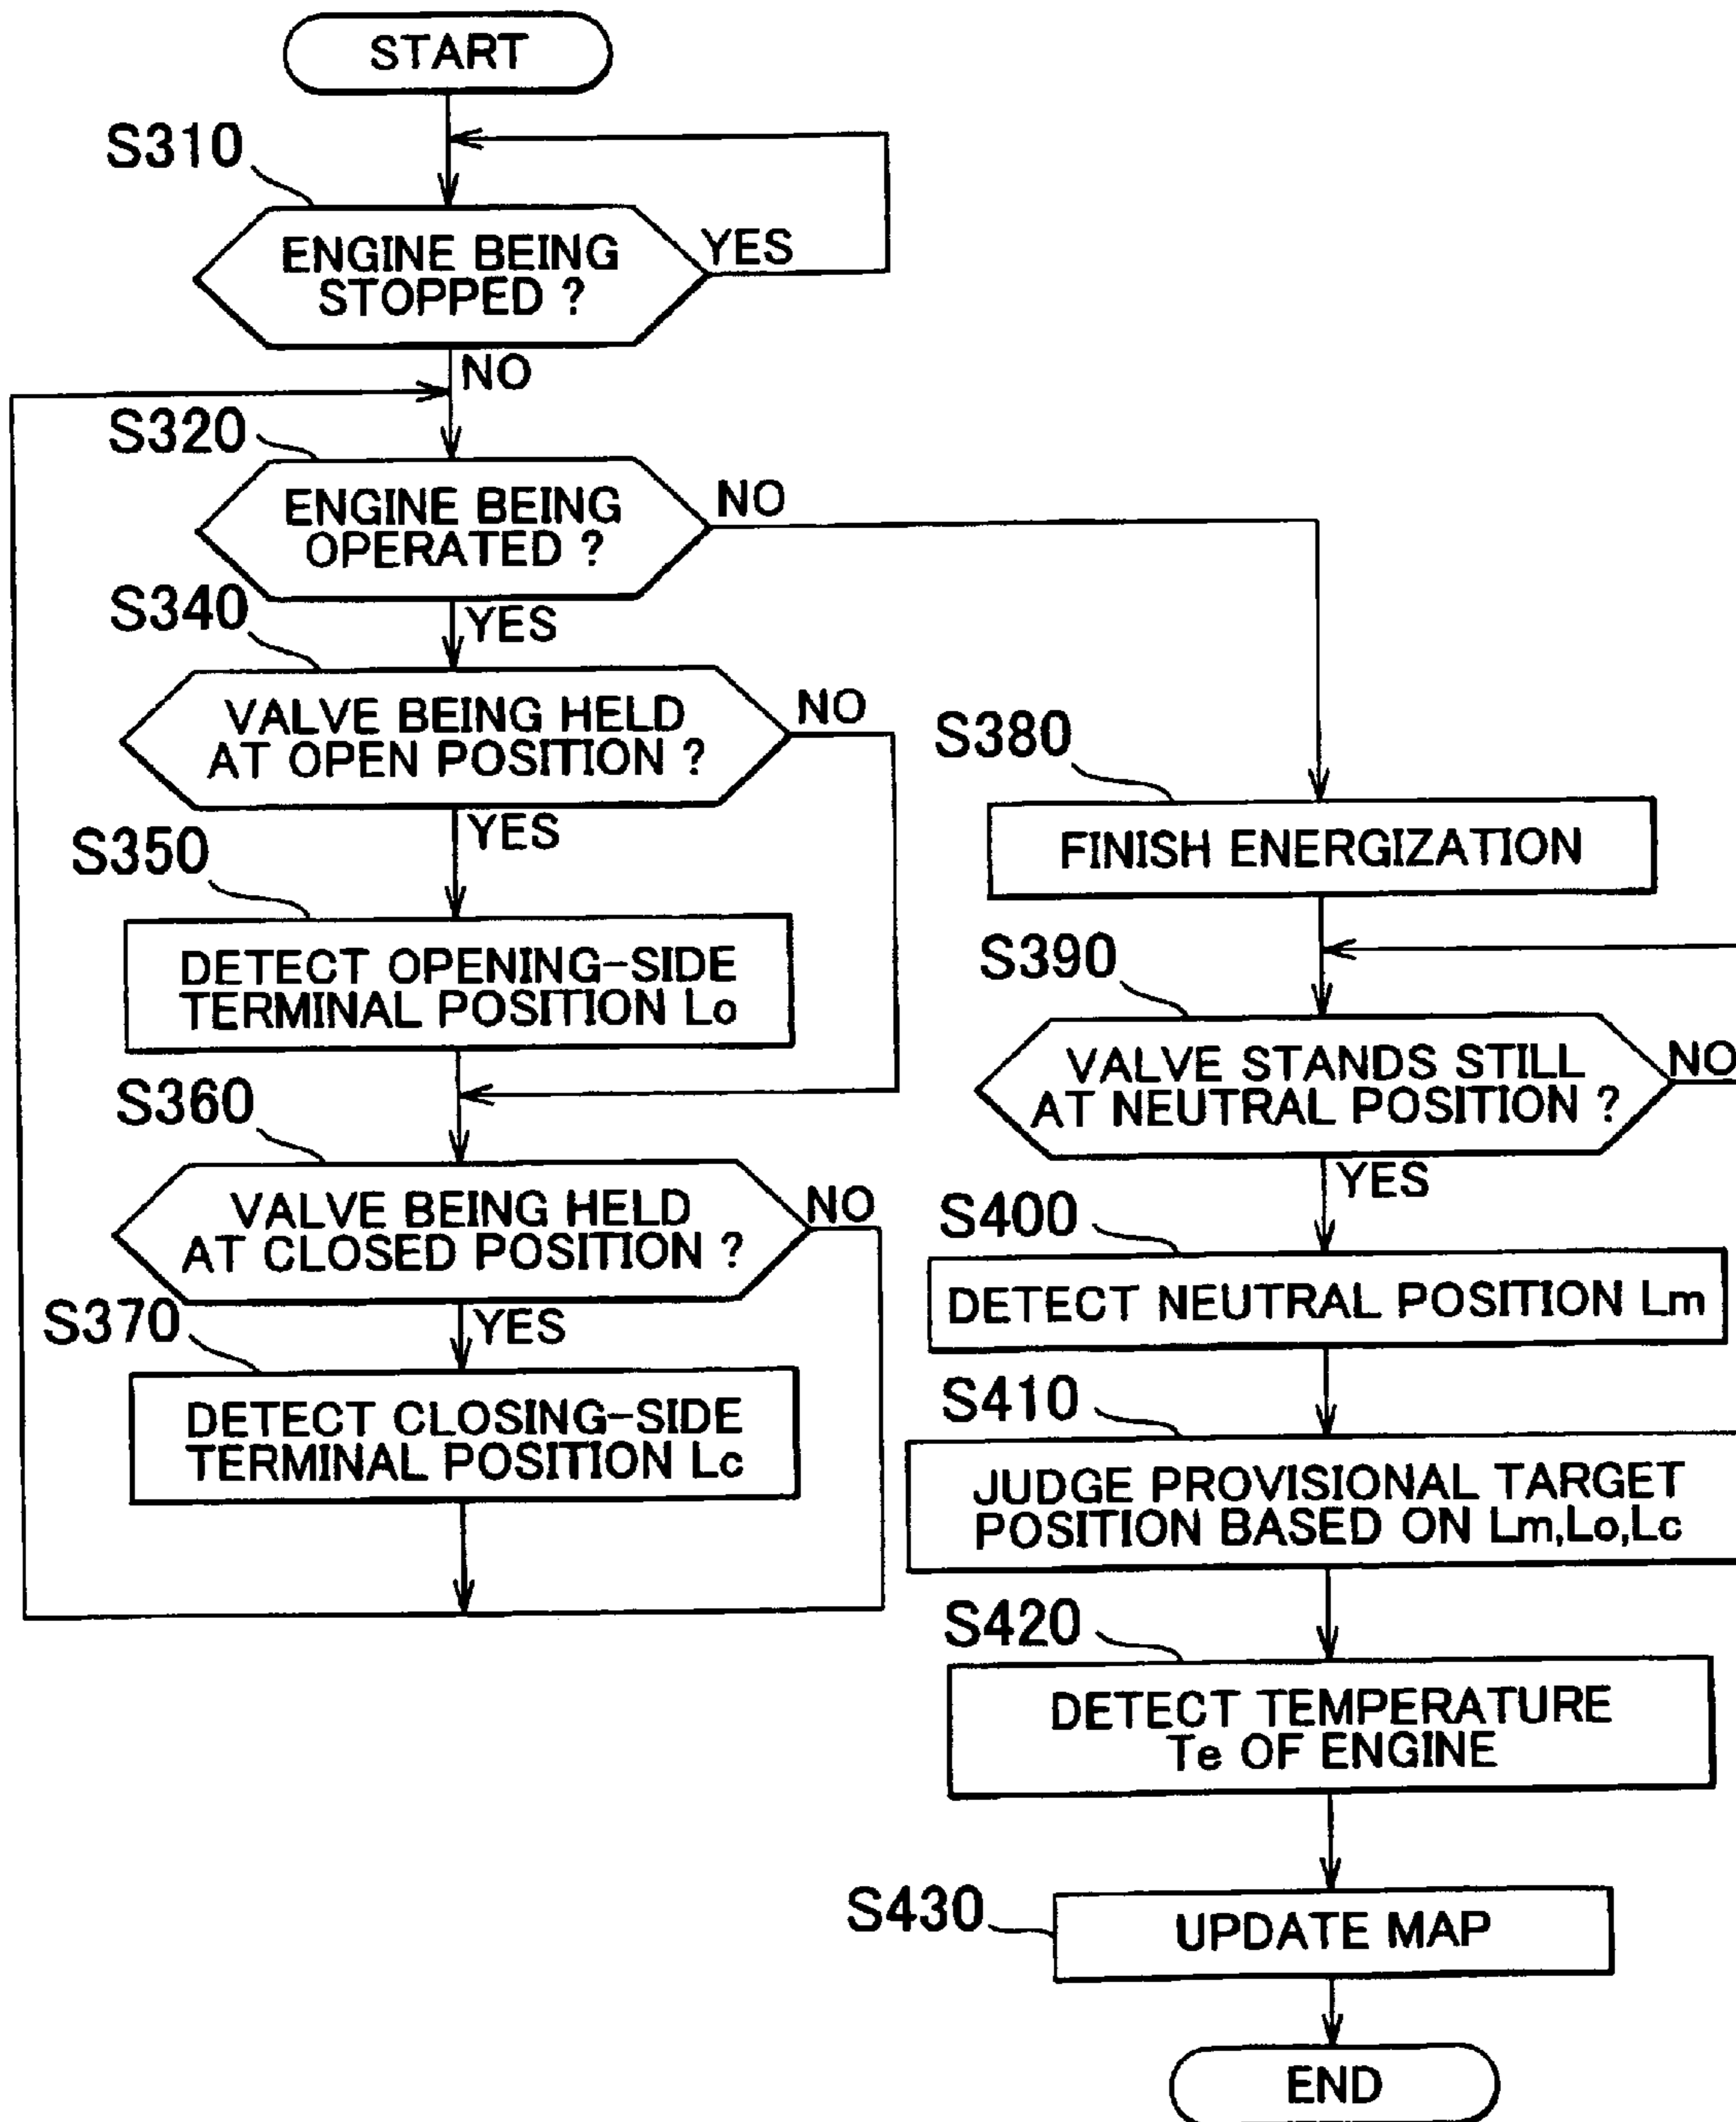 START
S310
ENGINE BEING
STOPPED ?
YES
NO
S320
ENGINE BEING
OPERATED ?
NO
YES
S340
VALVE BEING HELD
AT OPEN POSITION ?
NO
YES
S350
DETECT OPENING-SIDE
TERMINAL POSITION Lo
S360
VALVE BEING HELD
AT CLOSED POSITION ?
NO
YES
S370
DETECT CLOSING-SIDE
TERMINAL POSITION Lc
S380
FINISH ENERGIZATION
S390
VALVE STANDS STILL
AT NEUTRAL POSITION ?
NO
YES
S400
DETECT NEUTRAL POSITION Lm
S410
JUDGE PROVISIONAL TARGET
POSITION BASED ON Lm,Lo,Lc
S420
DETECT TEMPERATURE
Te OF ENGINE
S430
UPDATE MAP
END